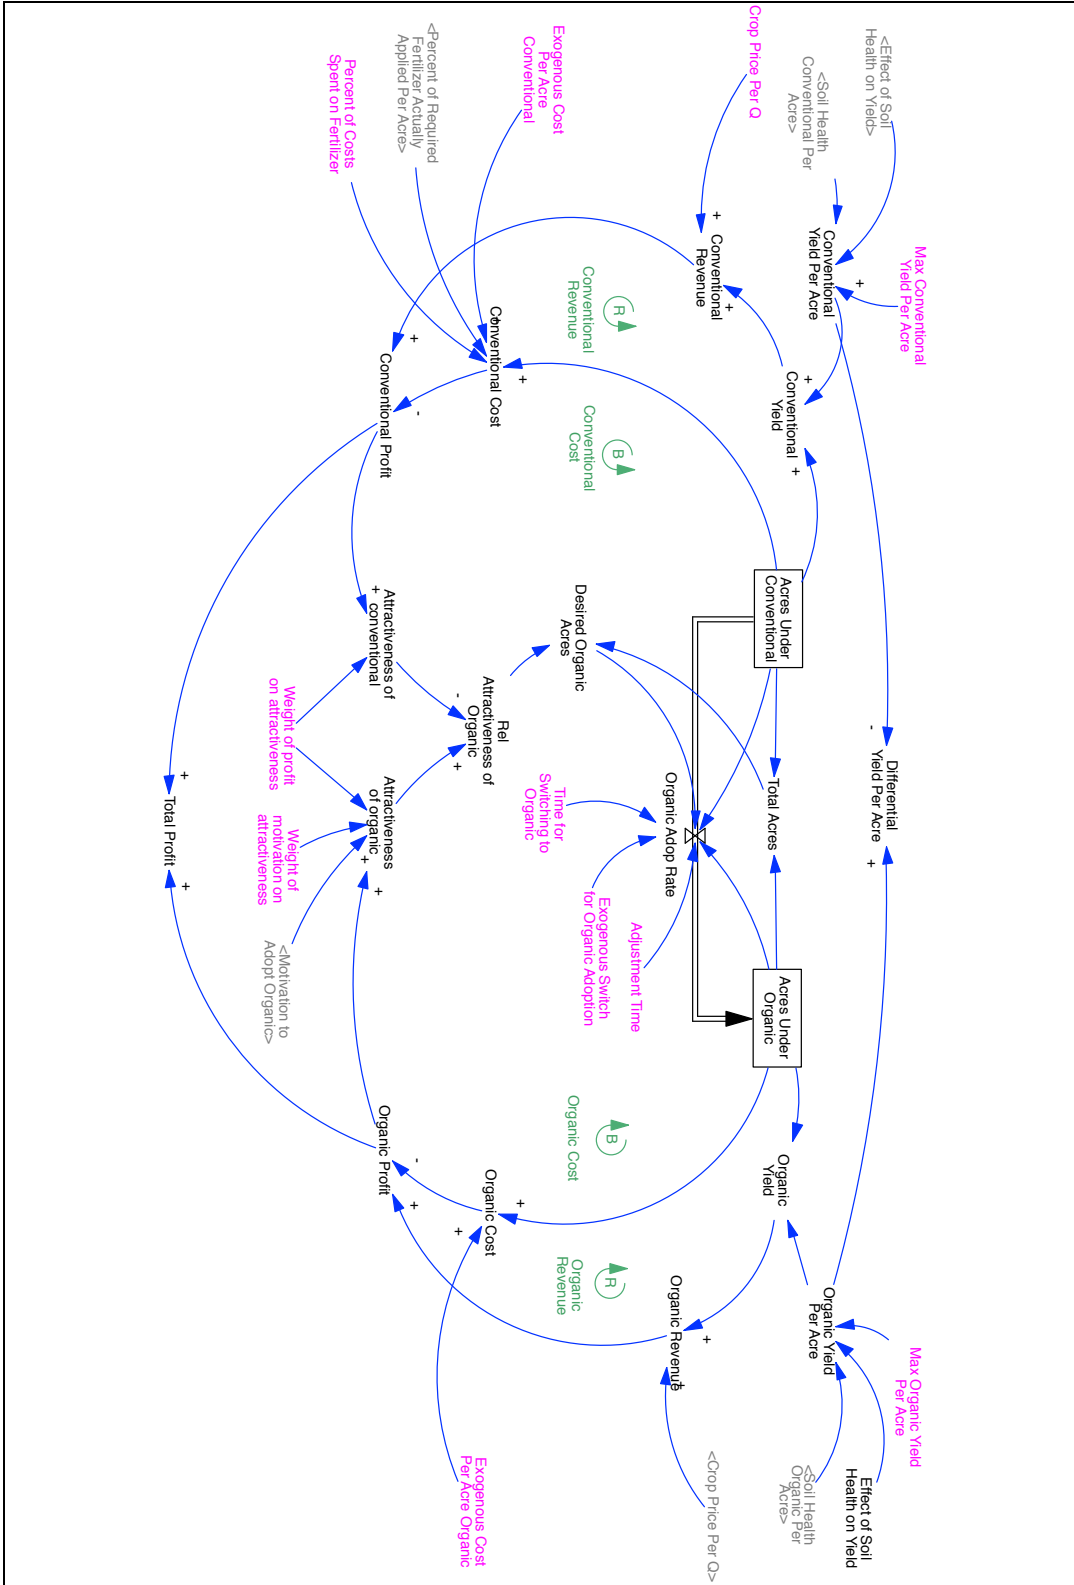 <Effect of Soil
Health on Yield>
<Soil Health
Conventional Per
Acre>
Crop Price Per Q
Exogenous Cost
Per Acre
Conventional
<Percent of Required
Fertilizer Actually
Applied Per Acre>
Percent of Costs
Spent on Fertilizer
Max Conventional
Yield Per Acre
Conventional
Yield Per Acre
+
+
Conventional
Revenue
+
Conventional
Yield
+
+
Conventional
Revenue
R
Conventional Cost
+
Conventional Profit
+
-
Conventional
Cost
B
Acres Under
Conventional
Desired Organic
Acres
Attractiveness of
conventional
+
Rel
Attractiveness of
Organic
-
+
Weight of profit
on attractiveness
Differential
Yield Per Acre
-
+
Total Acres
Organic Adop Rate
Time for
Switching to
Organic
Exogenous Switch
for Organic Adoption
Adjustment Time
Attractiveness
of organic
+
+
Weight of
motivation on
attractiveness
<Motivation to
Adopt Organic>
Total Profit
+
+
Acres Under
Organic
Organic Cost
B
Organic
Yield
Organic Profit
-
+
Organic Cost
+
+
Organic
Revenue
R
Organic Revenue
+
+
Organic Yield
Per Acre
Max Organic Yield
Per Acre
Effect of Soil
Health on Yield
<Soil Health
Organic Per
Acre>
<Crop Price Per Q>
Exogenous Cost
Per Acre Organic